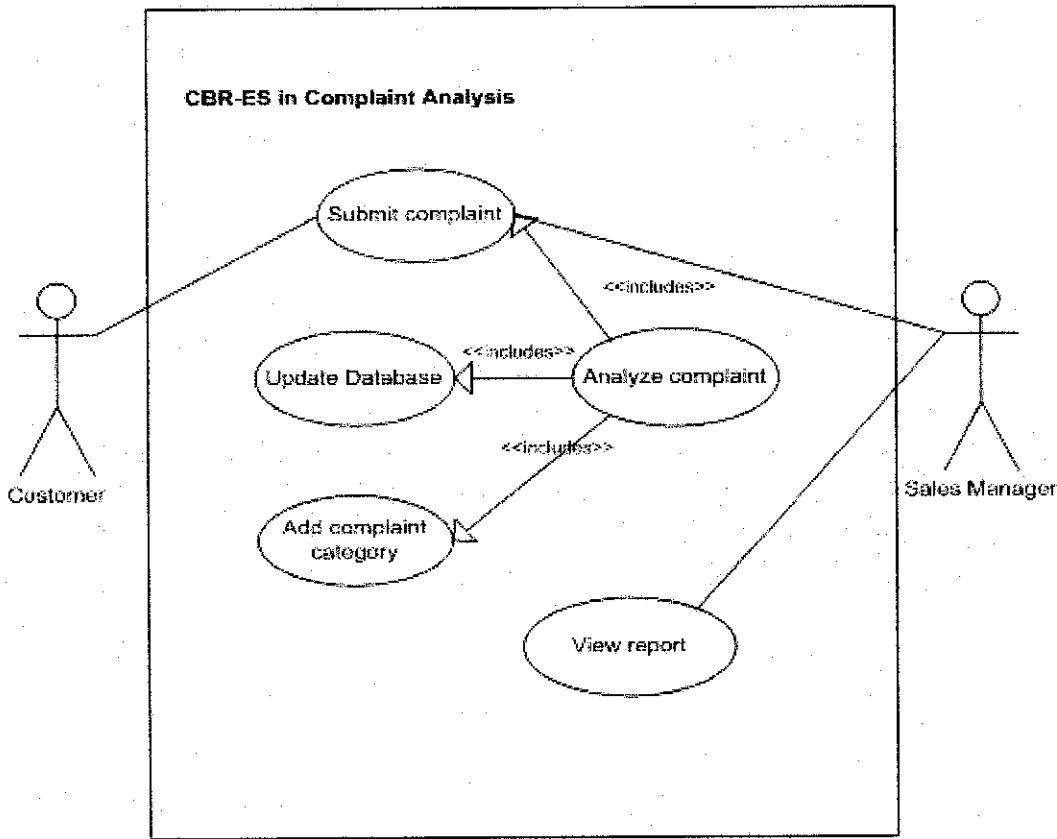 CBR-ES in Complaint Analysis
Submit complaint
<<includes>>
<<includes>>
Update Database
Analyze complaint
<<includes>>
Customer
Sales Manager
Add complaint
category
View report